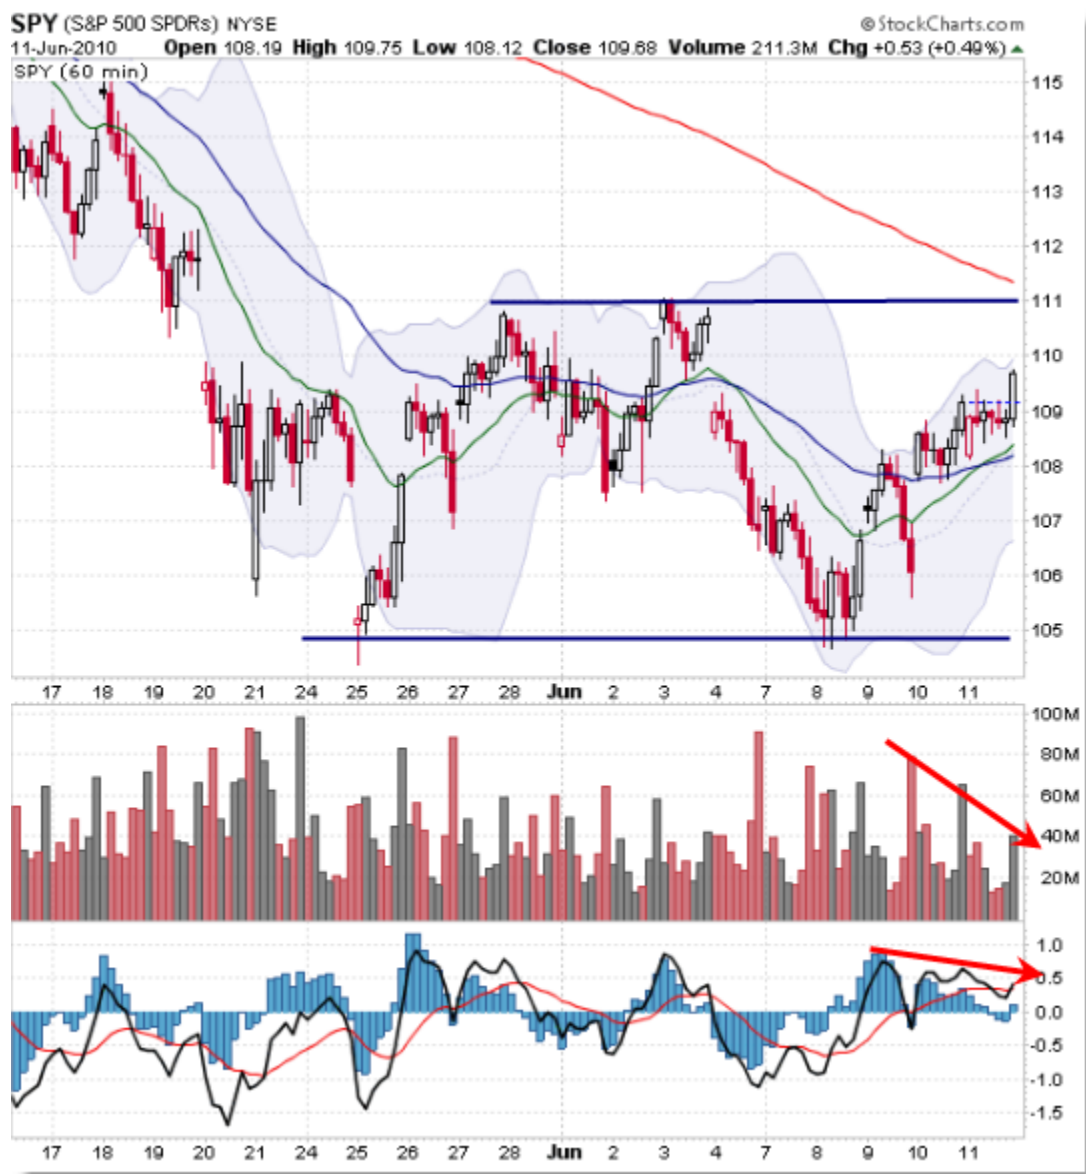 SPY (S&P 500 SPDRs) NYSE © StockCharts.com
11-Jun-2010 Open 108.19 High 109.75 Low 108.12 Close 109.68 Volume 211.3M Chg +0.53 (+0.49%) ▲
SPY (60 min)
115
114
113
112
111
110
109
108
107
106
105
17 18 19 20 21 24 25 26 27 28 Jun 2 3 4 7 8 9 10 11
100M
80M
60M
40M
20M
1.0
0.5
0.0
-0.5
-1.0
-1.5
17 18 19 20 21 24 25 26 27 28 Jun 2 3 4 7 8 9 10 11